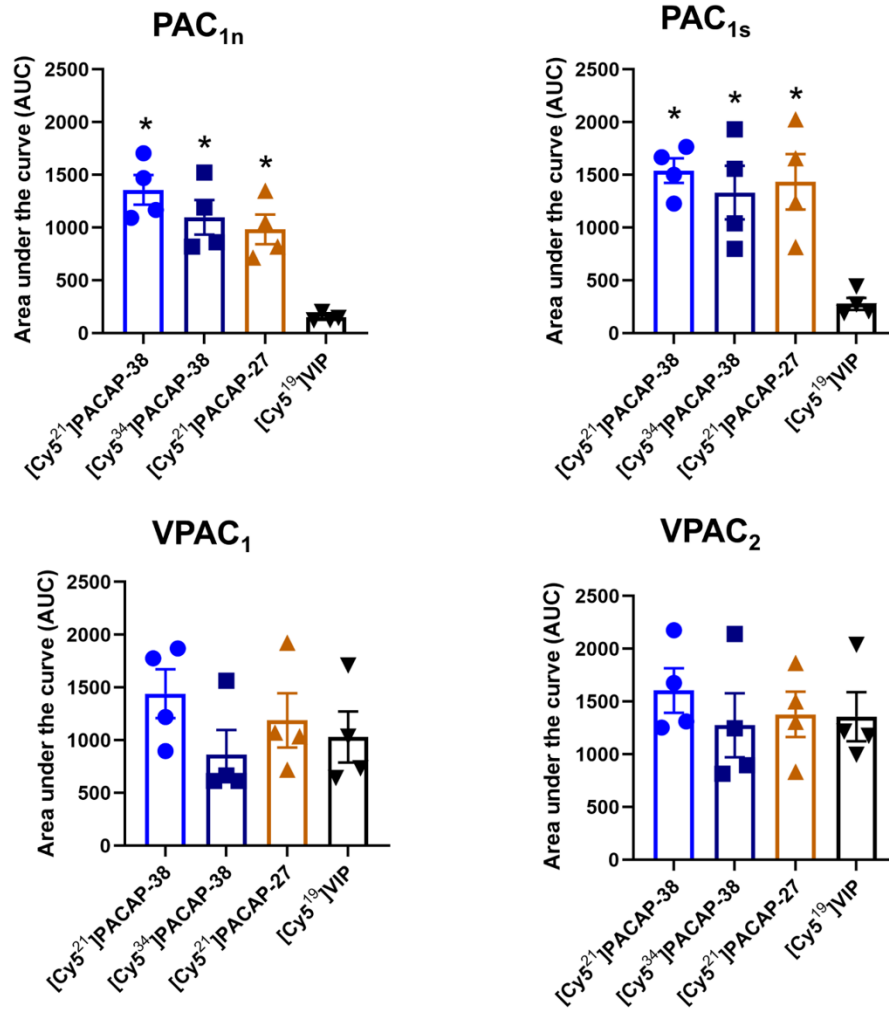 PAC₁ₙ
Area under the curve (AUC)
2500
2000
1500
1000
500
0
* * *
[Cy5²¹]PACAP-38
[Cy5³⁴]PACAP-38
[Cy5²¹]PACAP-27
[Cy5¹⁹]VIP
PAC₁ₛ
Area under the curve (AUC)
2500
2000
1500
1000
500
0
* * *
[Cy5²¹]PACAP-38
[Cy5³⁴]PACAP-38
[Cy5²¹]PACAP-27
[Cy5¹⁹]VIP
VPAC₁
Area under the curve (AUC)
2500
2000
1500
1000
500
0
[Cy5²¹]PACAP-38
[Cy5³⁴]PACAP-38
[Cy5²¹]PACAP-27
[Cy5¹⁹]VIP
VPAC₂
Area under the curve (AUC)
2500
2000
1500
1000
500
0
[Cy5²¹]PACAP-38
[Cy5³⁴]PACAP-38
[Cy5²¹]PACAP-27
[Cy5¹⁹]VIP